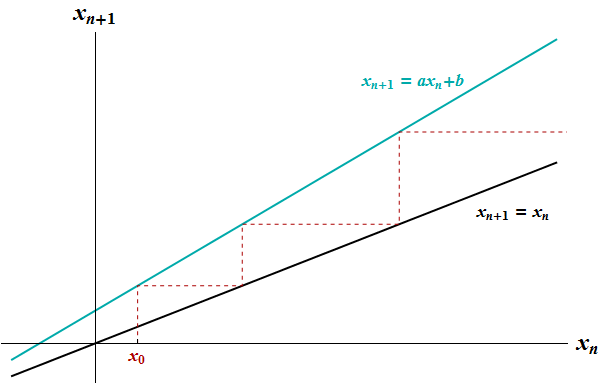 xₙ₊₁
xₙ₊₁ = axₙ+b
xₙ₊₁ = xₙ
xₙ
x₀